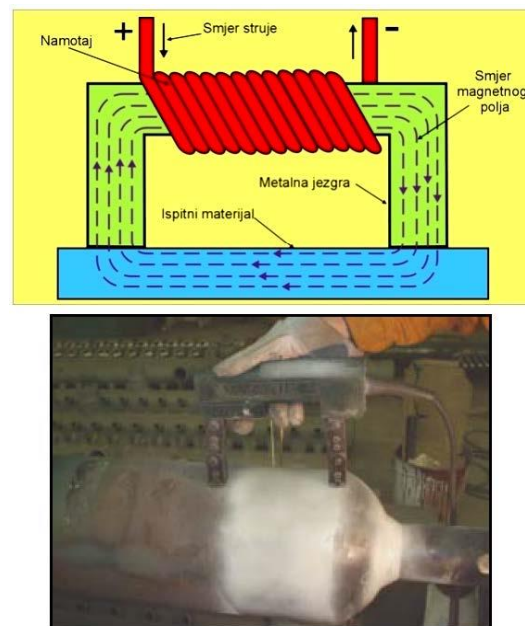 +
Smjer struje
-
Namotaj
Smjer
magnetnog
polja
Metalna jezgra
Ispitni materijal